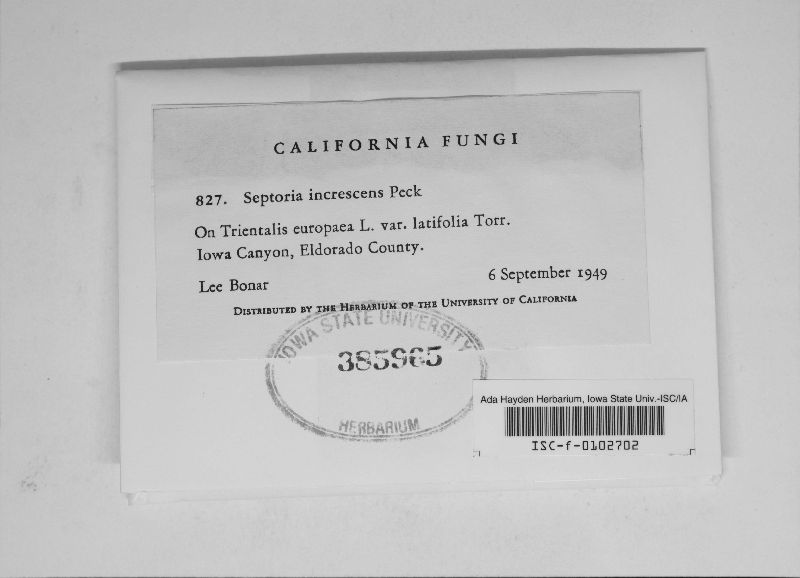 CALIFORNIA FUNGI
827. Septoria increscens Peck
On Trientalis europaea L. var. latifolia Torr.
Iowa Canyon, Eldorado County.
Lee Bonar 6 September 1949
DISTRIBUTED BY THE HERBARIUM OF THE UNIVERSITY OF CALIFORNIA
IOWA STATE UNIVERSITY
385965
HERBARIUM
Ada Hayden Herbarium, Iowa State Univ.-ISC/IA
ISC-f-0102702